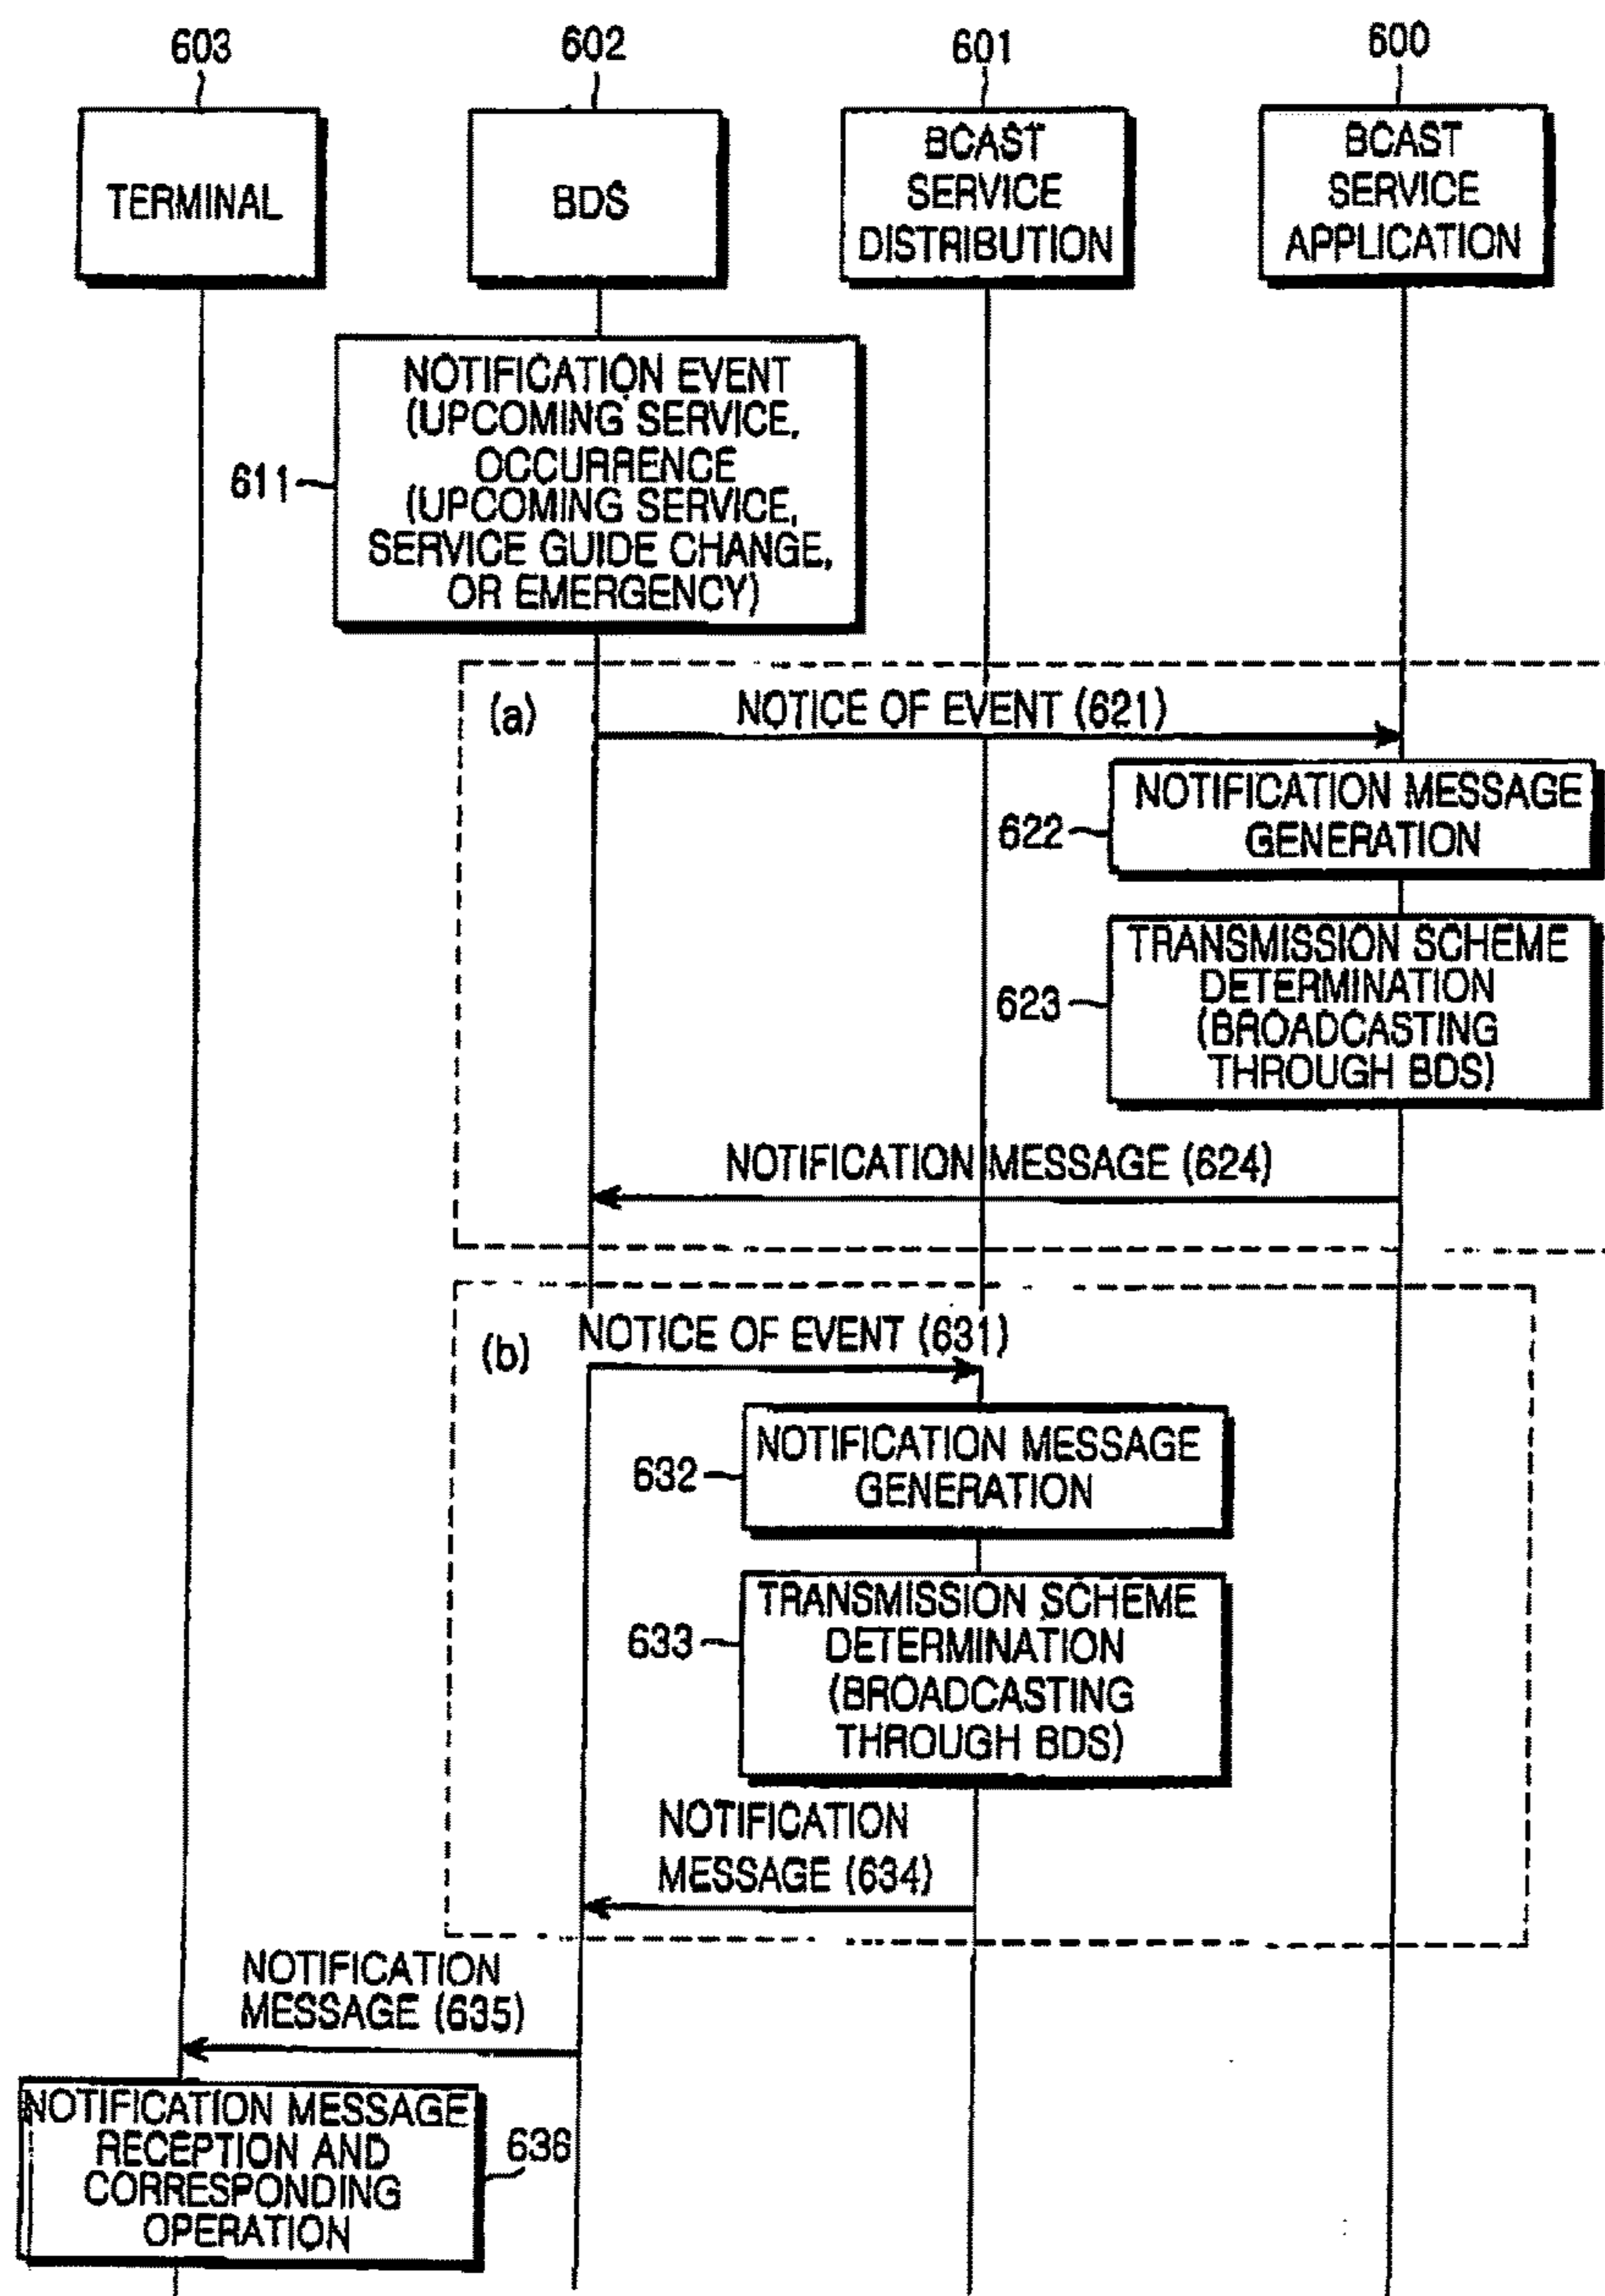 603
602
601
600
TERMINAL
BDS
BCAST
SERVICE
DISTRIBUTION
BCAST
SERVICE
APPLICATION
611
NOTIFICATION EVENT
(UPCOMING SERVICE,
OCCURRENCE
(UPCOMING SERVICE,
SERVICE GUIDE CHANGE,
OR EMERGENCY)
(a)
NOTICE OF EVENT (621)
622
NOTIFICATION MESSAGE
GENERATION
623
TRANSMISSION SCHEME
DETERMINATION
(BROADCASTING
THROUGH BDS)
NOTIFICATION MESSAGE (624)
(b)
NOTICE OF EVENT (631)
632
NOTIFICATION MESSAGE
GENERATION
633
TRANSMISSION SCHEME
DETERMINATION
(BROADCASTING
THROUGH BDS)
NOTIFICATION
MESSAGE (634)
NOTIFICATION
MESSAGE (635)
NOTIFICATION MESSAGE
RECEPTION AND
CORRESPONDING
OPERATION
636